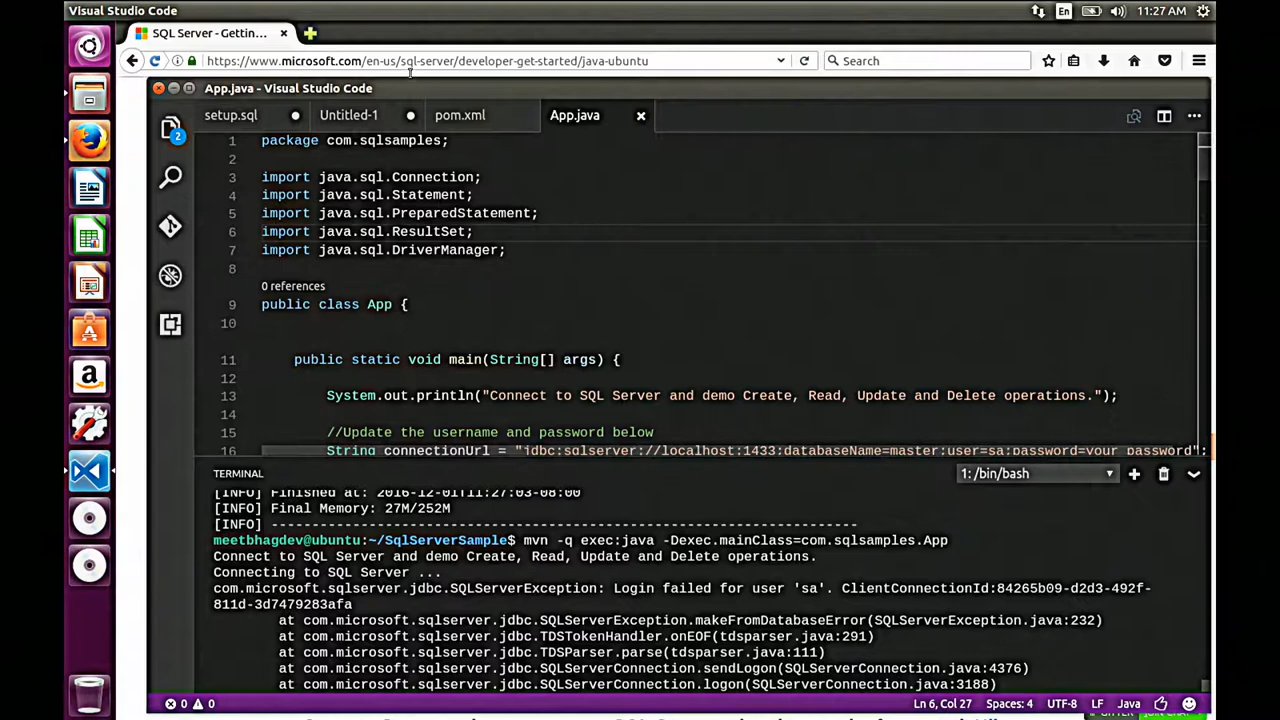 Visual Studio Code
En
11:27 AM
SQL Server - Gettin...
https://www.microsoft.com/en-us/sql-server/developer-get-started/java-ubuntu
Search
App.java - Visual Studio Code
setup.sql
Untitled-1
pom.xml
App.java
2
1 package com.sqlsamples;
2
3 import java.sql.Connection;
4 import java.sql.Statement;
5 import java.sql.PreparedStatement;
6 import java.sql.ResultSet;
7 import java.sql.DriverManager;
8
0 references
9 public class App {
10
11 public static void main(String[] args) {
12
13 System.out.println("Connect to SQL Server and demo Create, Read, Update and Delete operations.");
14
15 //Update the username and password below
16 String connectionUrl = "jdbc:sqlserver://localhost:1433;databaseName=master;user=sa;password=your_password";
TERMINAL
1: /bin/bash
[INFO] Finished at: 2016-12-01T11:27:03-08:00
[INFO] Final Memory: 27M/252M
[INFO] ------------------------------------------------------------------------
meetbhagdev@ubuntu:~/SqlServerSample$ mvn -q exec:java -Dexec.mainClass=com.sqlsamples.App
Connect to SQL Server and demo Create, Read, Update and Delete operations.
Connecting to SQL Server ...
com.microsoft.sqlserver.jdbc.SQLServerException: Login failed for user 'sa'. ClientConnectionId:84265b09-d2d3-492f-
811d-3d7479283afa
at com.microsoft.sqlserver.jdbc.SQLServerException.makeFromDatabaseError(SQLServerException.java:232)
at com.microsoft.sqlserver.jdbc.TDSTokenHandler.onEOF(tdsparser.java:291)
at com.microsoft.sqlserver.jdbc.TDSParser.parse(tdsparser.java:111)
at com.microsoft.sqlserver.jdbc.SQLServerConnection.sendLogon(SQLServerConnection.java:4376)
at com.microsoft.sqlserver.jdbc.SQLServerConnection.logon(SQLServerConnection.java:3188)
0 0
Ln 6, Col 27
Spaces: 4
UTF-8
LF
Java